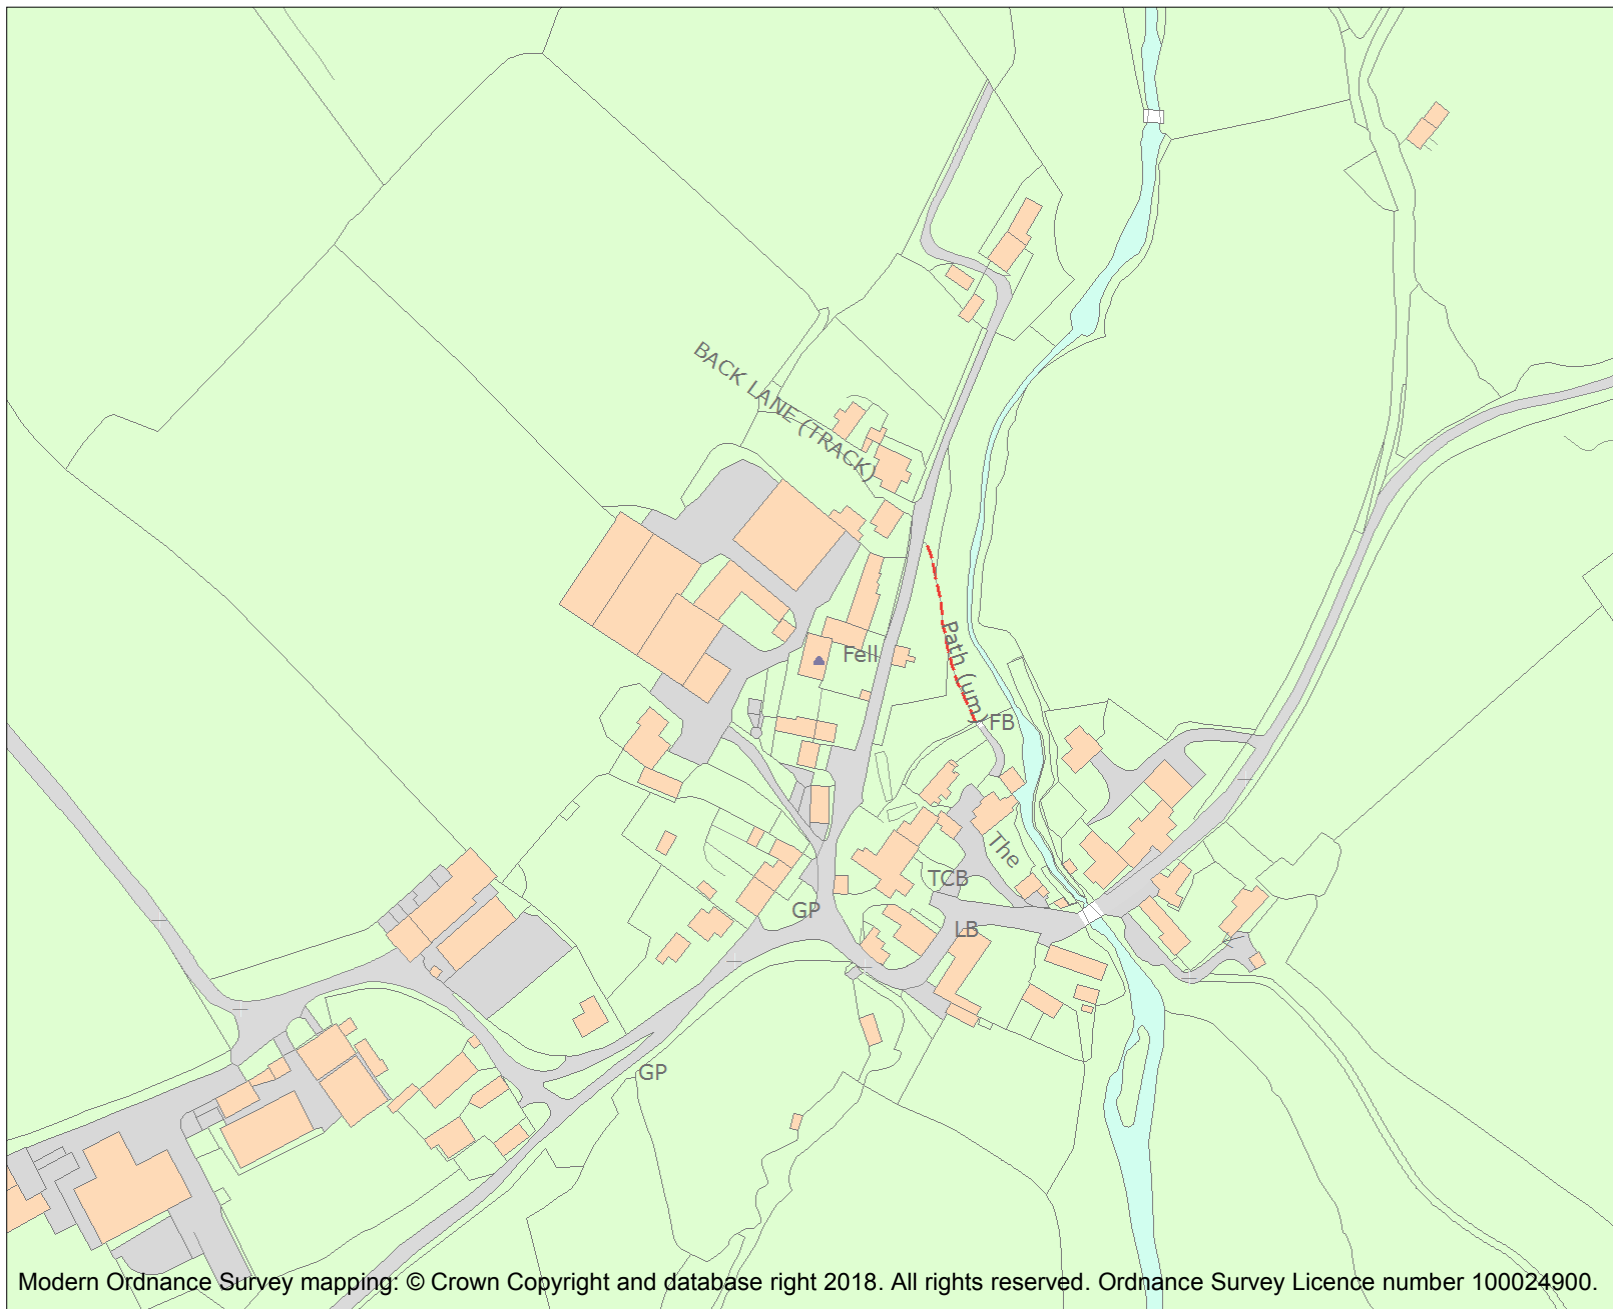 BACK LANE (TRACK)
Fell
Path (um)
FB
The
TCB
GP
LB
GP
Modern Ordnance Survey mapping: © Crown Copyright and database right 2018. All rights reserved. Ordnance Survey Licence number 100024900.